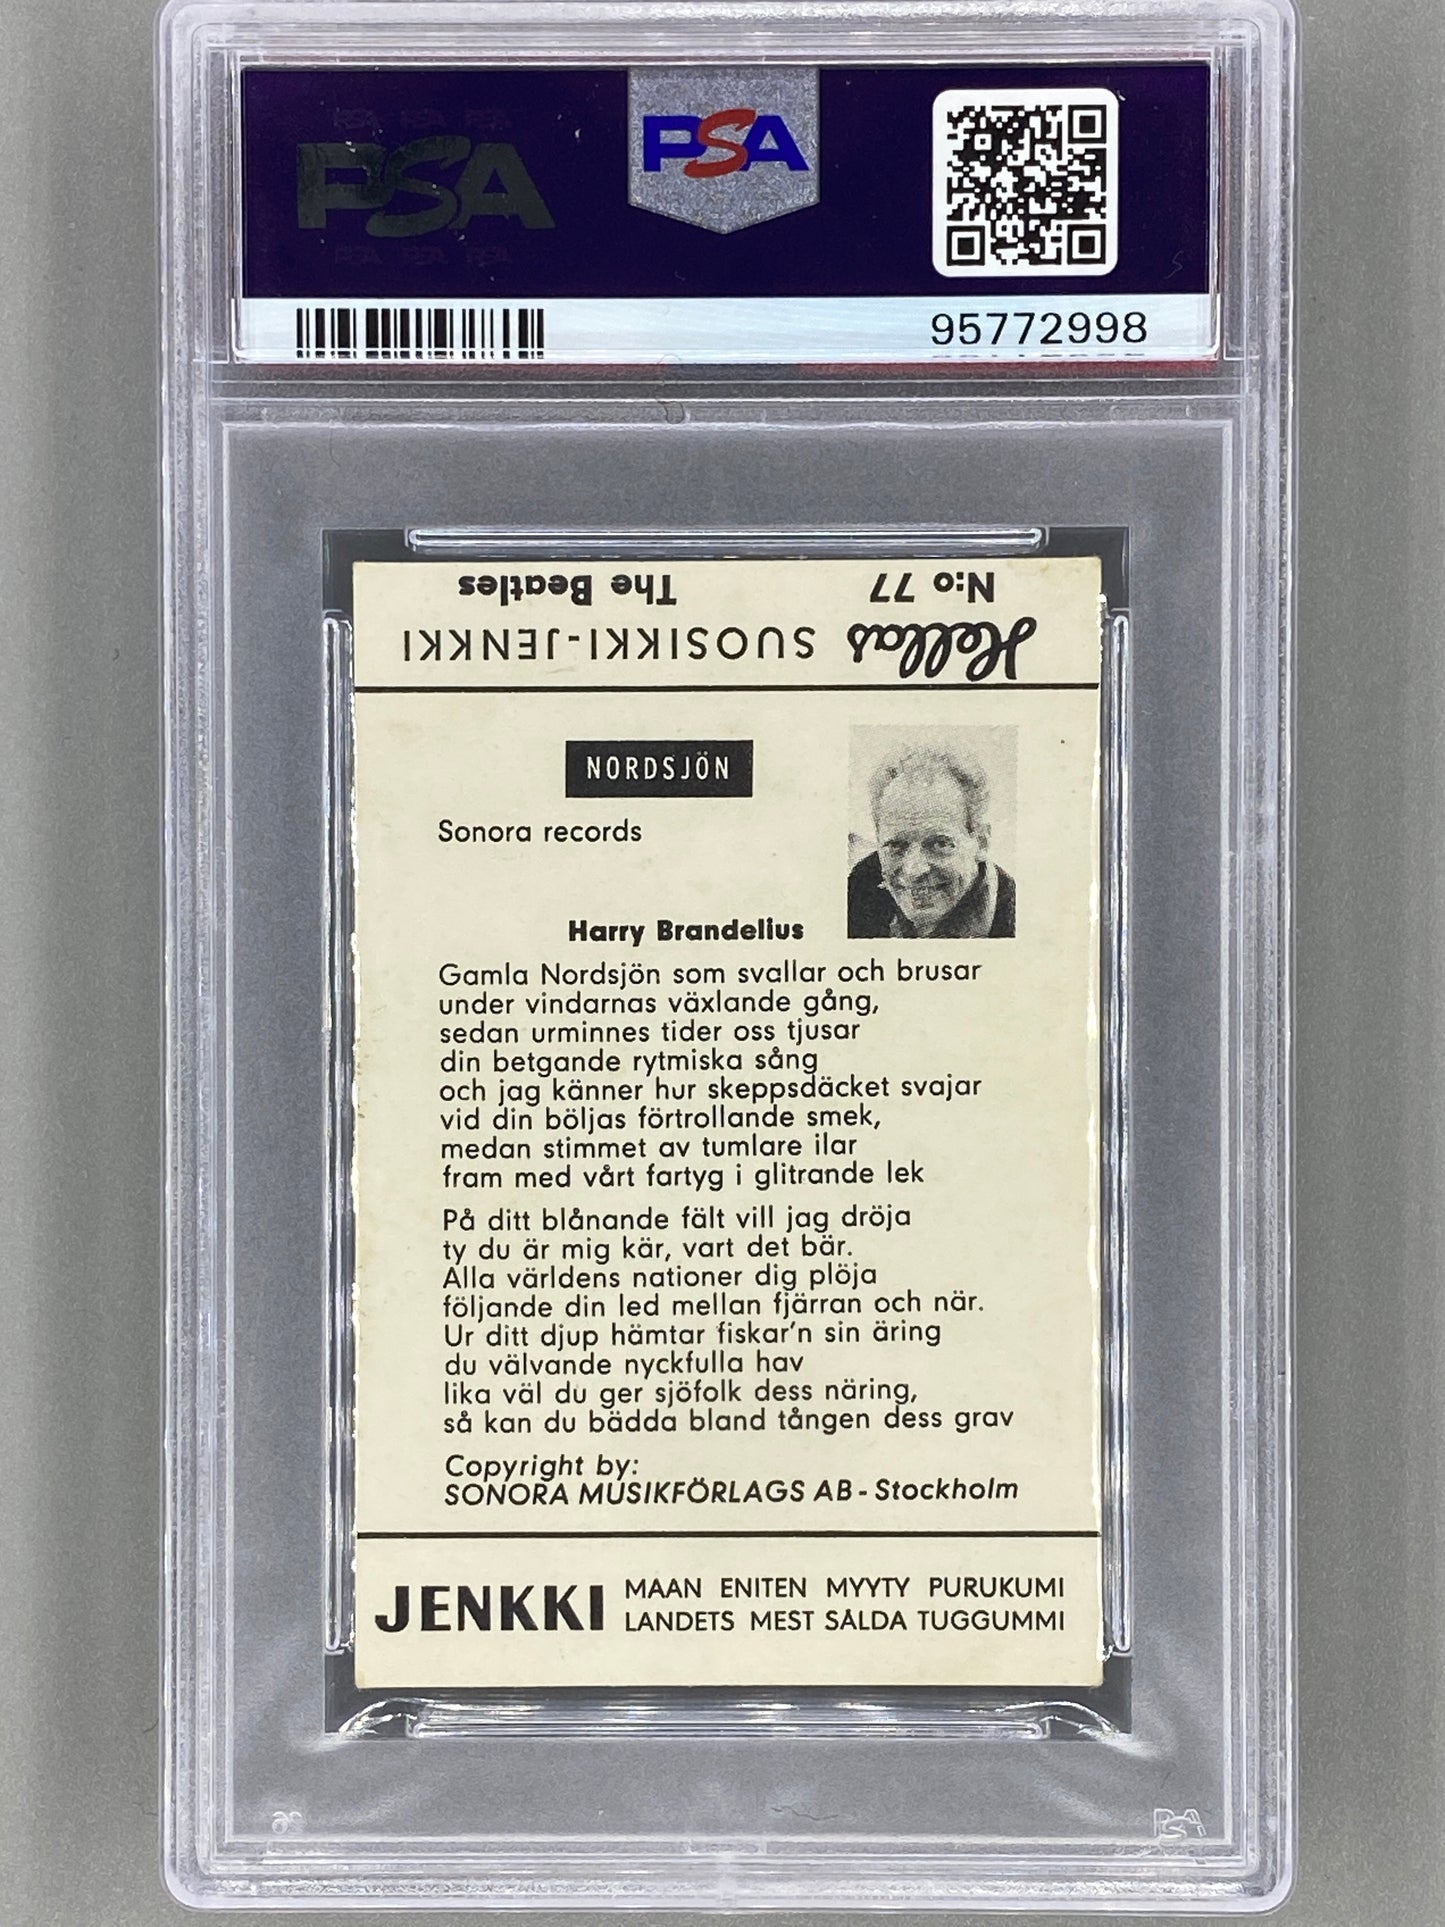 PSA
PSA
95772998
The Beatles N:o 77
Hellas SUOSIKKI-JENKKI
NORDSJÖN
Sonora records
Harry Brandelius
Gamla Nordsjön som svallar och brusar
under vindarnas växlande gång,
sedan urminnes tider oss tjusar
din betgande rytmiska sång
och jag känner hur skeppsdäcket svajar
vid din böljas förtrollande smek,
medan stimmet av tumlare ilar
fram med vårt fartyg i glitrande lek
På ditt blånande fält vill jag dröja
ty du är mig kär, vart det bär.
Alla världens nationer dig plöja
följande din led mellan fjärran och när.
Ur ditt djup hämtar fiskar'n sin äring
du välvande nyckfulla hav
lika väl du ger sjöfolk dess näring,
så kan du bädda bland tången dess grav
Copyright by:
SONORA MUSIKFÖRLAGS AB - Stockholm
JENKKI
MAAN ENITEN MYYTY PURUKUMI
LANDETS MEST SÅLDA TUGGUMMI
PSA